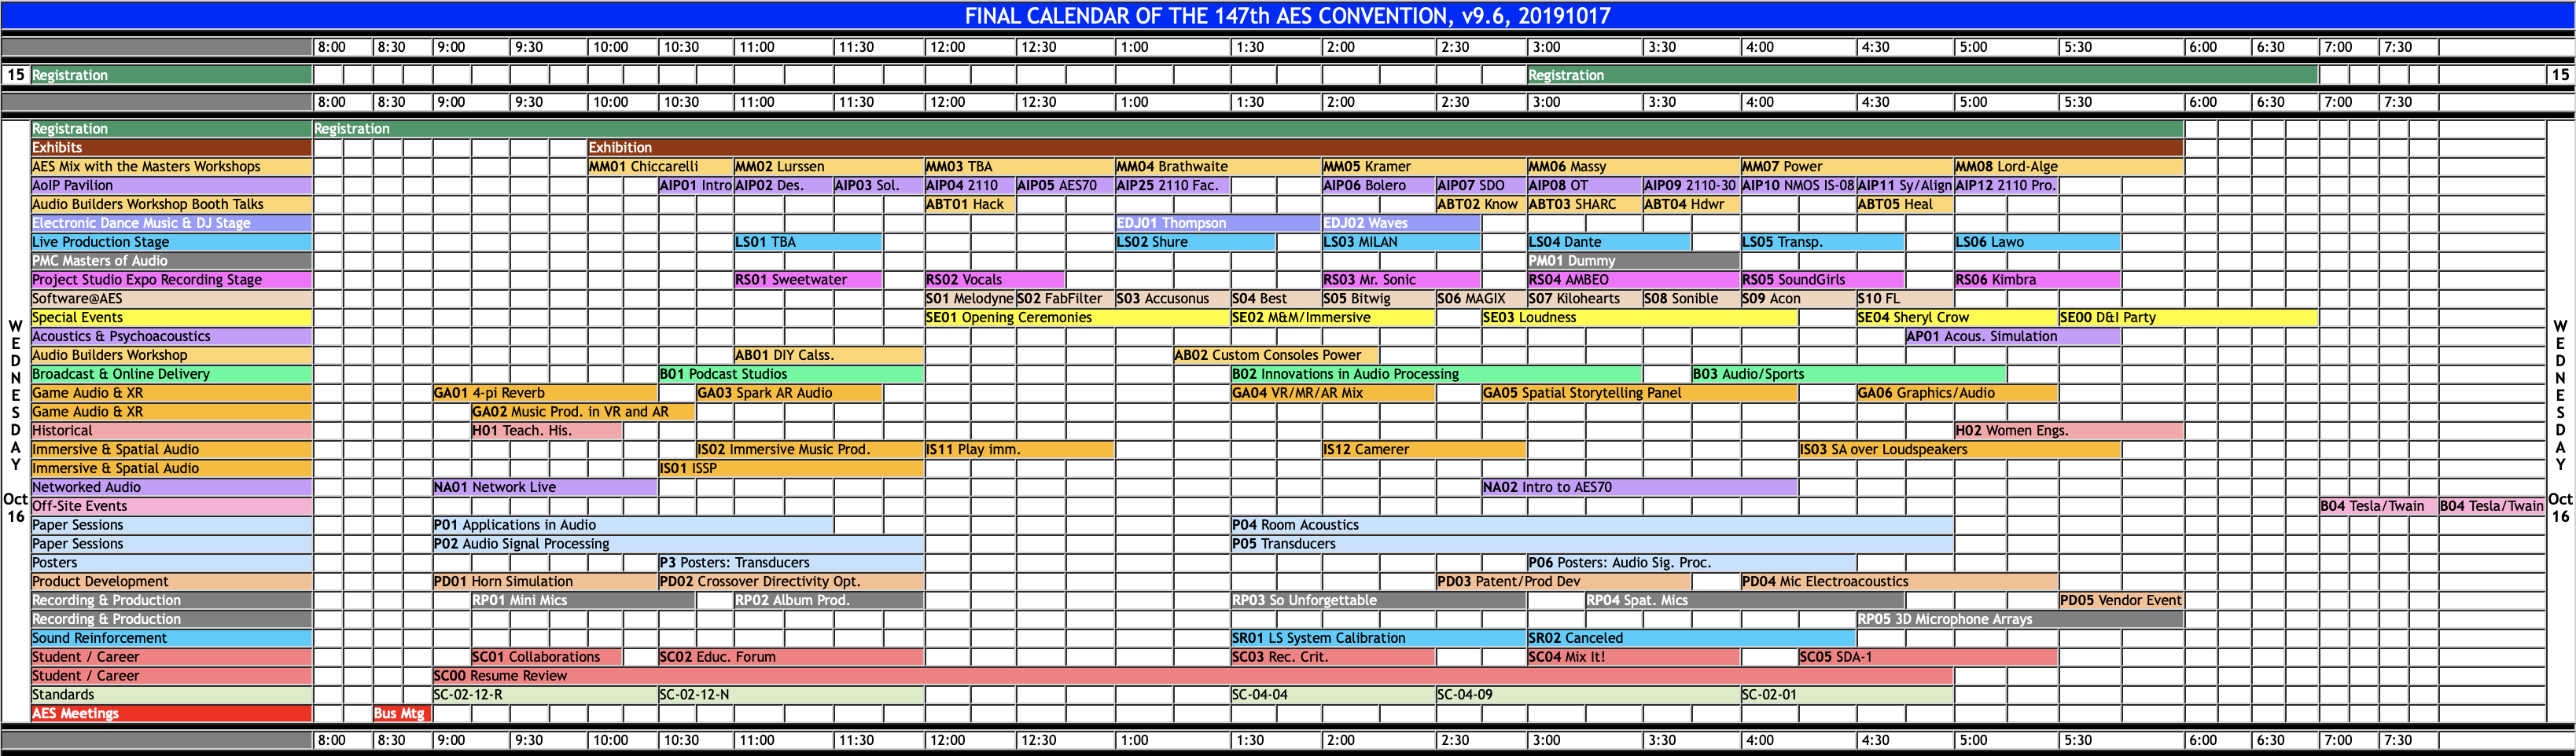 FINAL CALENDAR OF THE 147th AES CONVENTION, v9.6, 20191017
8:00 8:30 9:00 9:30 10:00 10:30 11:00 11:30 12:00 12:30 1:00 1:30 2:00 2:30 3:00 3:30 4:00 4:30 5:00 5:30 6:00 6:30 7:00 7:30
15 Registration Registration 15
8:00 8:30 9:00 9:30 10:00 10:30 11:00 11:30 12:00 12:30 1:00 1:30 2:00 2:30 3:00 3:30 4:00 4:30 5:00 5:30 6:00 6:30 7:00 7:30
WEDNESDAY Oct 16
Registration Registration
Exhibits Exhibition
AES Mix with the Masters Workshops MM01 Chiccarelli MM02 Lurssen MM03 TBA MM04 Brathwaite MM05 Kramer MM06 Massy MM07 Power MM08 Lord-Alge
AoIP Pavilion AIP01 Intro AIP02 Des. AIP03 Sol. AIP04 2110 AIP05 AES70 AIP25 2110 Fac. AIP06 Bolero AIP07 SDO AIP08 OT AIP09 2110-30 AIP10 NMOS IS-08 AIP11 Sy/Align AIP12 2110 Pro.
Audio Builders Workshop Booth Talks ABT01 Hack ABT02 Know ABT03 SHARC ABT04 Hdwr ABT05 Heal
Electronic Dance Music & DJ Stage EDJ01 Thompson EDJ02 Waves
Live Production Stage LS01 TBA LS02 Shure LS03 MILAN LS04 Dante LS05 Transp. LS06 Lawo
PMC Masters of Audio PM01 Dummy
Project Studio Expo Recording Stage RS01 Sweetwater RS02 Vocals RS03 Mr. Sonic RS04 AMBEO RS05 SoundGirls RS06 Kimbra
Software@AES S01 Melodyne S02 FabFilter S03 Accusonus S04 Best S05 Bitwig S06 MAGIX S07 Kilohearts S08 Sonible S09 Acon S10 FL
Special Events SE01 Opening Ceremonies SE02 M&M/Immersive SE03 Loudness SE04 Sheryl Crow SE00 D&I Party
Acoustics & Psychoacoustics AP01 Acous. Simulation
Audio Builders Workshop AB01 DIY Calss. AB02 Custom Consoles Power
Broadcast & Online Delivery B01 Podcast Studios B02 Innovations in Audio Processing B03 Audio/Sports
Game Audio & XR GA01 4-pi Reverb GA03 Spark AR Audio GA04 VR/MR/AR Mix GA05 Spatial Storytelling Panel GA06 Graphics/Audio
Game Audio & XR GA02 Music Prod. in VR and AR
Historical H01 Teach. His. H02 Women Engs.
Immersive & Spatial Audio IS02 Immersive Music Prod. IS11 Play imm. IS12 Camerer IS03 SA over Loudspeakers
Immersive & Spatial Audio IS01 ISSP
Networked Audio NA01 Network Live NA02 Intro to AES70
Off-Site Events B04 Tesla/Twain B04 Tesla/Twain
Paper Sessions P01 Applications in Audio P04 Room Acoustics
Paper Sessions P02 Audio Signal Processing P05 Transducers
Posters P3 Posters: Transducers P06 Posters: Audio Sig. Proc.
Product Development PD01 Horn Simulation PD02 Crossover Directivity Opt. PD03 Patent/Prod Dev PD04 Mic Electroacoustics
Recording & Production RP01 Mini Mics RP02 Album Prod. RP03 So Unforgettable RP04 Spat. Mics PD05 Vendor Event
Recording & Production RP05 3D Microphone Arrays
Sound Reinforcement SR01 LS System Calibration SR02 Canceled
Student / Career SC01 Collaborations SC02 Educ. Forum SC03 Rec. Crit. SC04 Mix It! SC05 SDA-1
Student / Career SC00 Resume Review
Standards SC-02-12-R SC-02-12-N SC-04-04 SC-04-09 SC-02-01
AES Meetings Bus Mtg
WEDNESDAY Oct 16
8:00 8:30 9:00 9:30 10:00 10:30 11:00 11:30 12:00 12:30 1:00 1:30 2:00 2:30 3:00 3:30 4:00 4:30 5:00 5:30 6:00 6:30 7:00 7:30